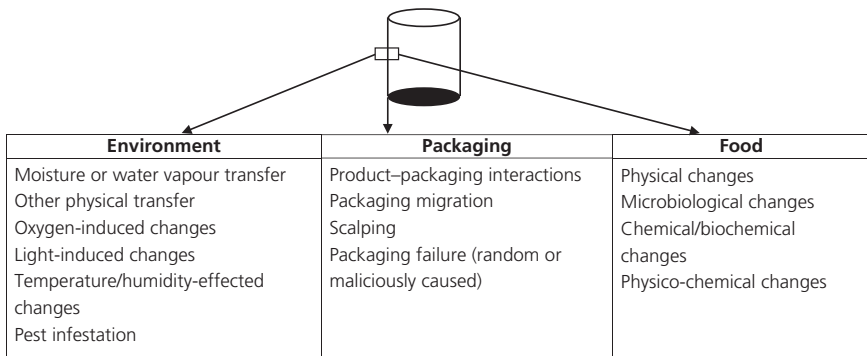 Environment
Moisture or water vapour transfer
Other physical transfer
Oxygen-induced changes
Light-induced changes
Temperature/humidity-effected
changes
Pest infestation
Packaging
Product–packaging interactions
Packaging migration
Scalping
Packaging failure (random or
maliciously caused)
Food
Physical changes
Microbiological changes
Chemical/biochemical
changes
Physico-chemical changes